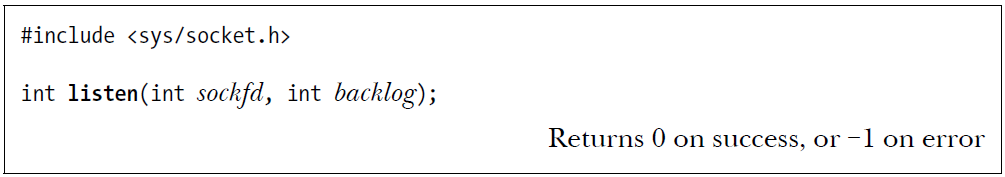 #include <sys/socket.h>
int listen(int sockfd, int backlog);
Returns 0 on success, or −1 on error